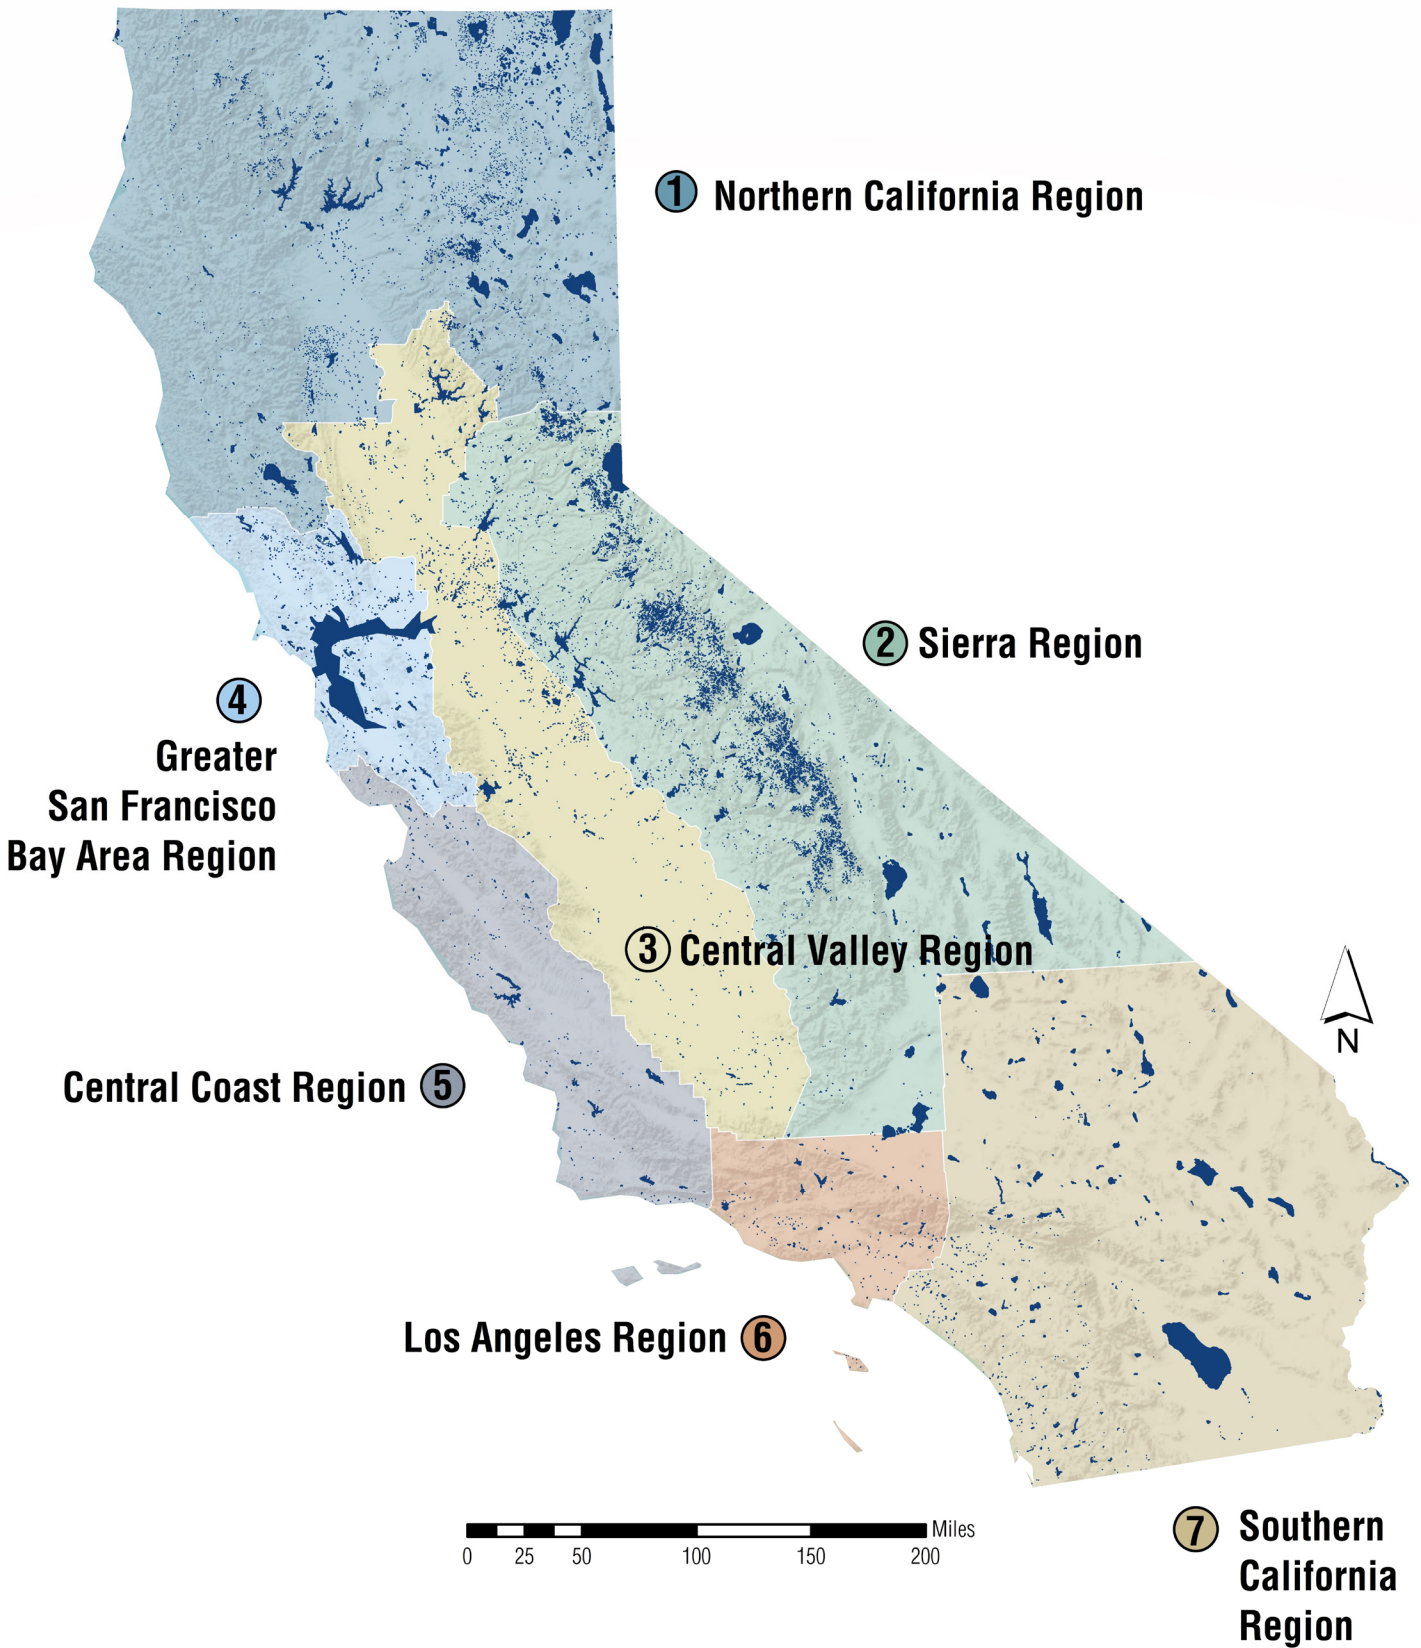 1 Northern California Region
2 Sierra Region
4
Greater
San Francisco
Bay Area Region
3 Central Valley Region
N
Central Coast Region 5
Los Angeles Region 6
7 Southern
California
Region
Miles
0 25 50 100 150 200